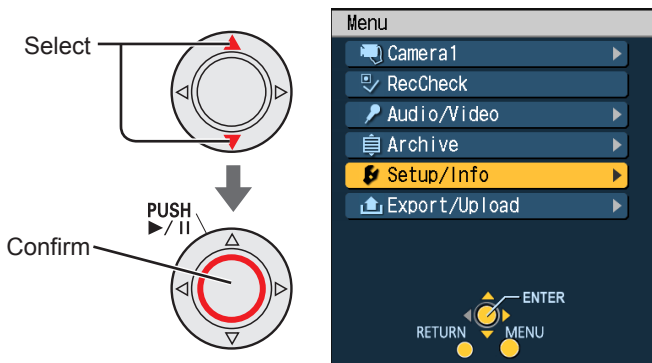 Select
PUSH
▶/II
Confirm
Menu
Camera1
RecCheck
Audio/Video
Archive
Setup/Info
Export/Upload
ENTER
RETURN
MENU